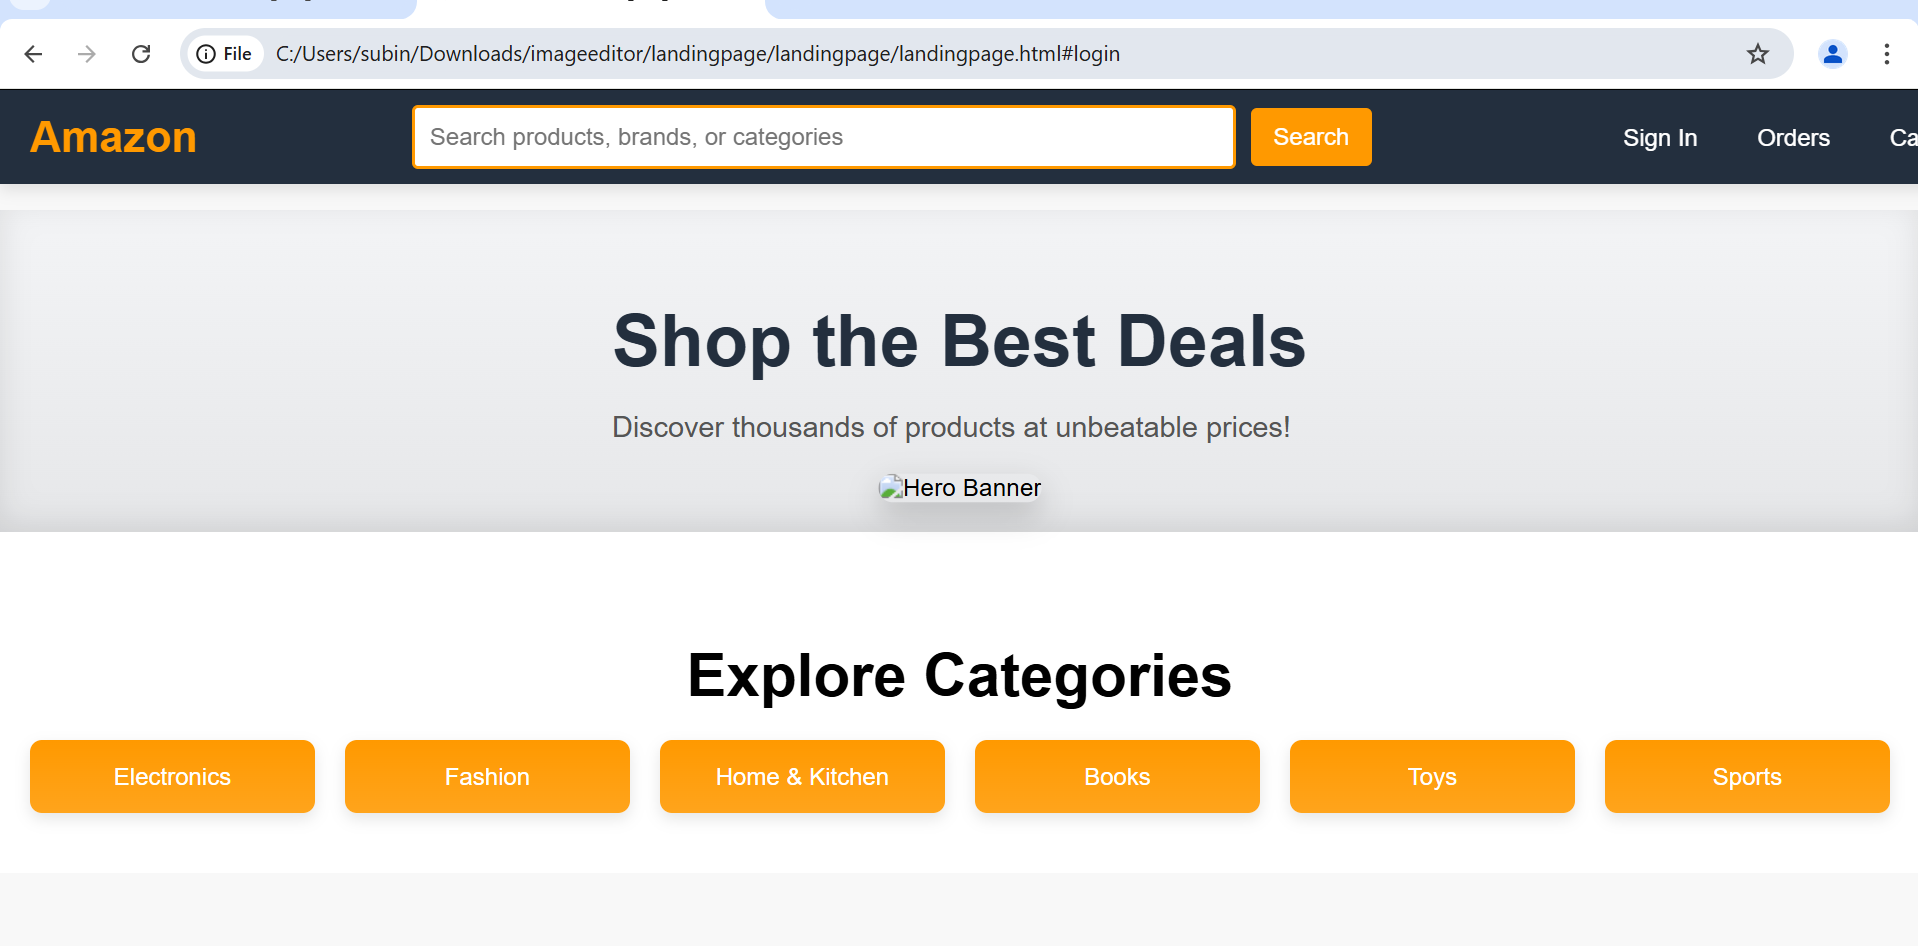 File C:/Users/subin/Downloads/imageeditor/landingpage/landingpage/landingpage.html#login
Amazon Search products, brands, or categories Search Sign In Orders Ca
Shop the Best Deals
Discover thousands of products at unbeatable prices!
Hero Banner
Explore Categories
Electronics Fashion Home & Kitchen Books Toys Sports